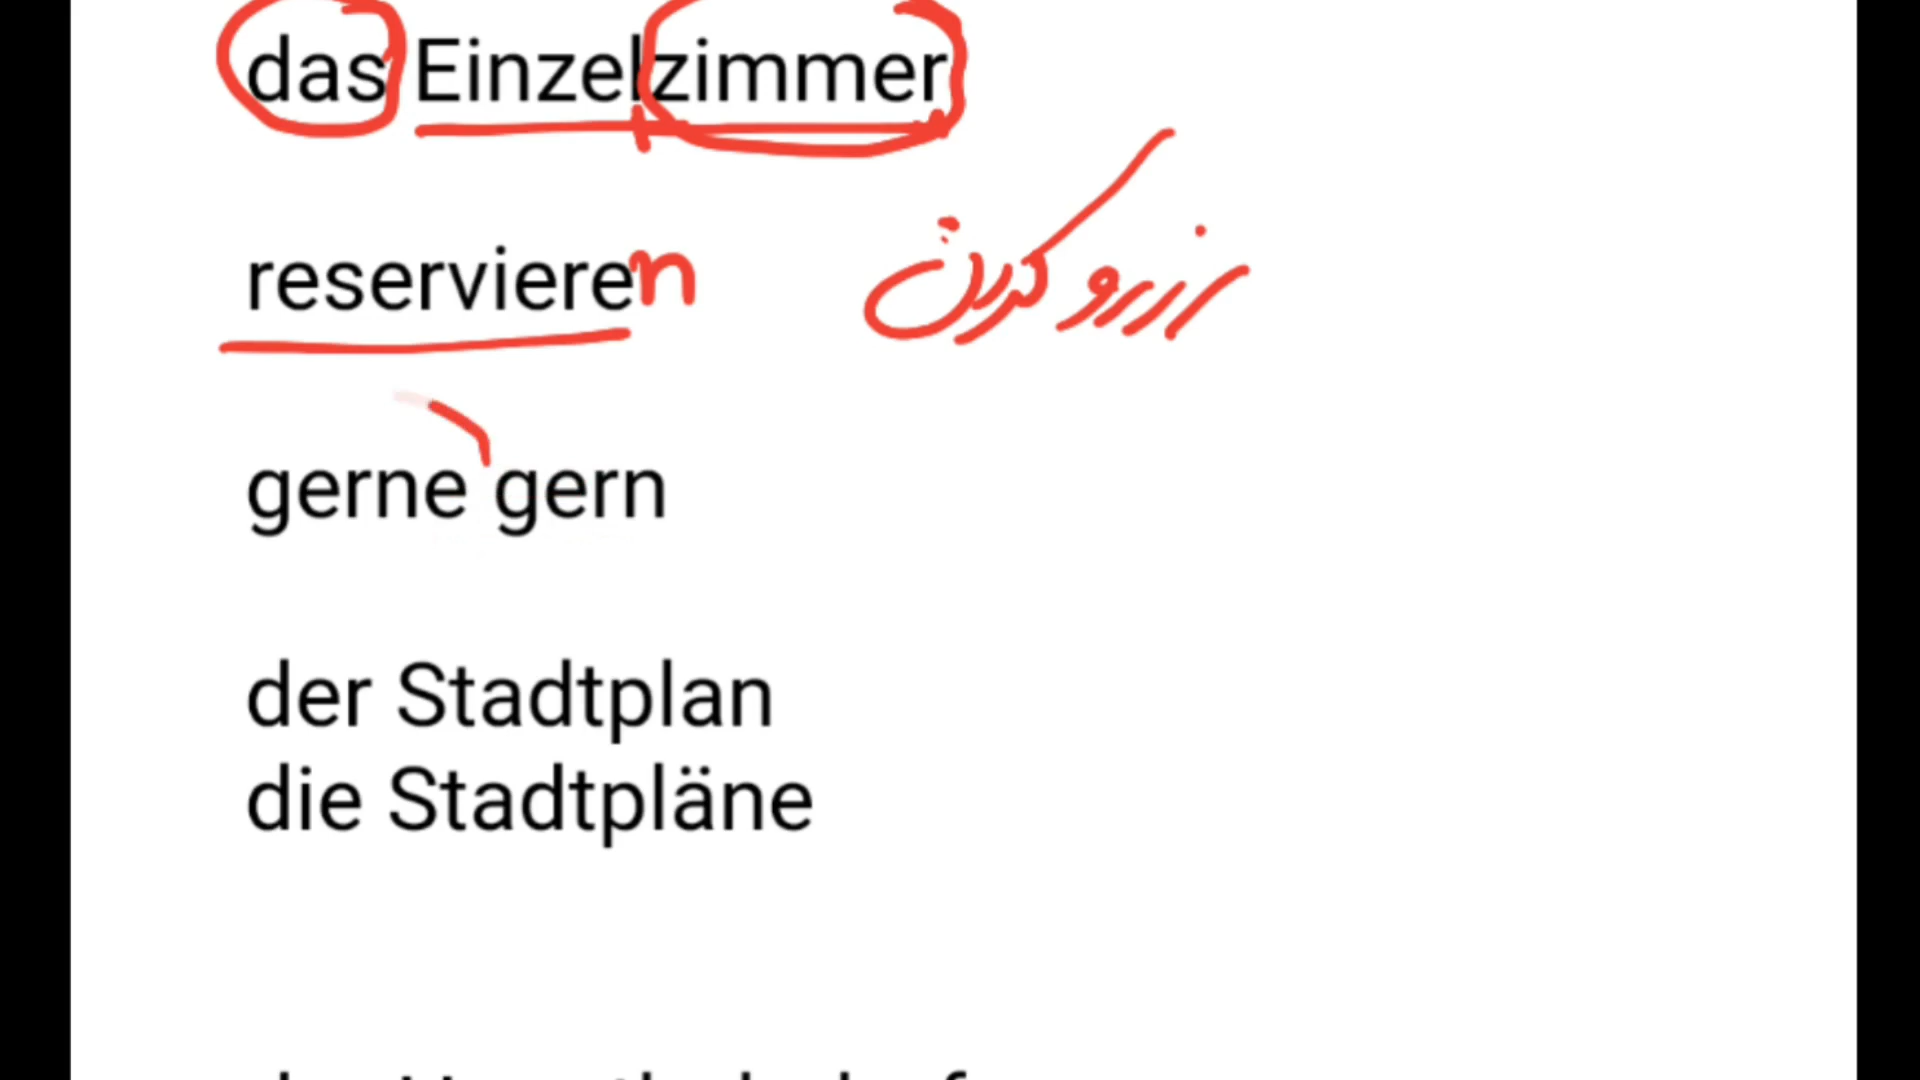 das Einzelzimmer
reservieren رزرو کردن
gerne gern
der Stadtplan
die Stadtpläne